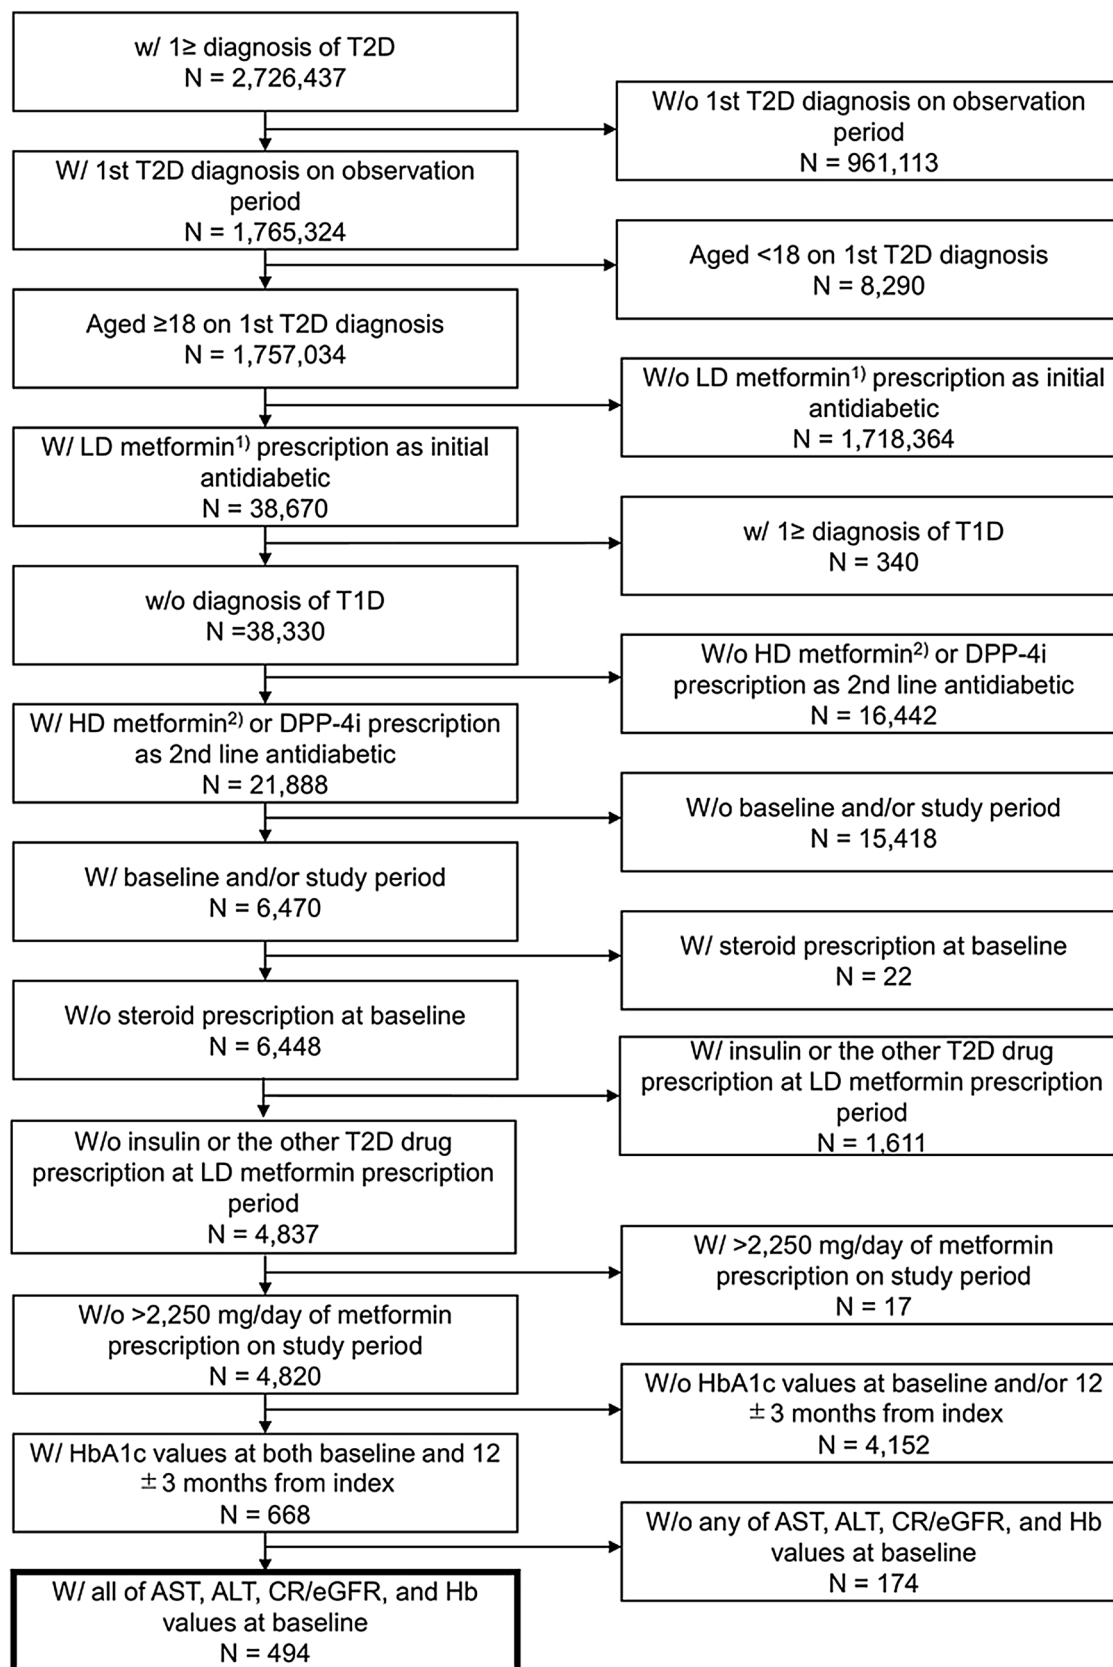 w/ 1≥ diagnosis of T2D
N = 2,726,437
W/o 1st T2D diagnosis on observation
period
N = 961,113
W/ 1st T2D diagnosis on observation
period
N = 1,765,324
Aged <18 on 1st T2D diagnosis
N = 8,290
Aged ≥18 on 1st T2D diagnosis
N = 1,757,034
W/o LD metformin¹⁾ prescription as initial
antidiabetic
N = 1,718,364
W/ LD metformin¹⁾ prescription as initial
antidiabetic
N = 38,670
w/ 1≥ diagnosis of T1D
N = 340
w/o diagnosis of T1D
N =38,330
W/o HD metformin²⁾ or DPP-4i
prescription as 2nd line antidiabetic
N = 16,442
W/ HD metformin²⁾ or DPP-4i prescription
as 2nd line antidiabetic
N = 21,888
W/o baseline and/or study period
N = 15,418
W/ baseline and/or study period
N = 6,470
W/ steroid prescription at baseline
N = 22
W/o steroid prescription at baseline
N = 6,448
W/ insulin or the other T2D drug
prescription at LD metformin prescription
period
N = 1,611
W/o insulin or the other T2D drug
prescription at LD metformin prescription
period
N = 4,837
W/ >2,250 mg/day of metformin
prescription on study period
N = 17
W/o >2,250 mg/day of metformin
prescription on study period
N = 4,820
W/o HbA1c values at baseline and/or 12
±3 months from index
N = 4,152
W/ HbA1c values at both baseline and 12
±3 months from index
N = 668
W/o any of AST, ALT, CR/eGFR, and Hb
values at baseline
N = 174
W/ all of AST, ALT, CR/eGFR, and Hb
values at baseline
N = 494